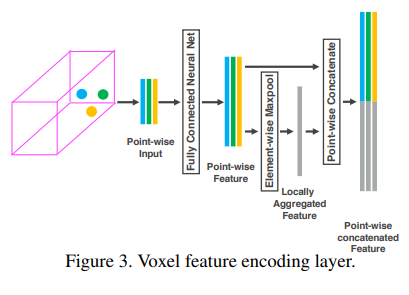 Point-wise
Input
Fully Connected Neural Net
Point-wise
Feature
Element-wise Maxpool
Locally
Aggregated
Feature
Point-wise Concatenate
Point-wise
concatenated
Feature
Figure 3. Voxel feature encoding layer.